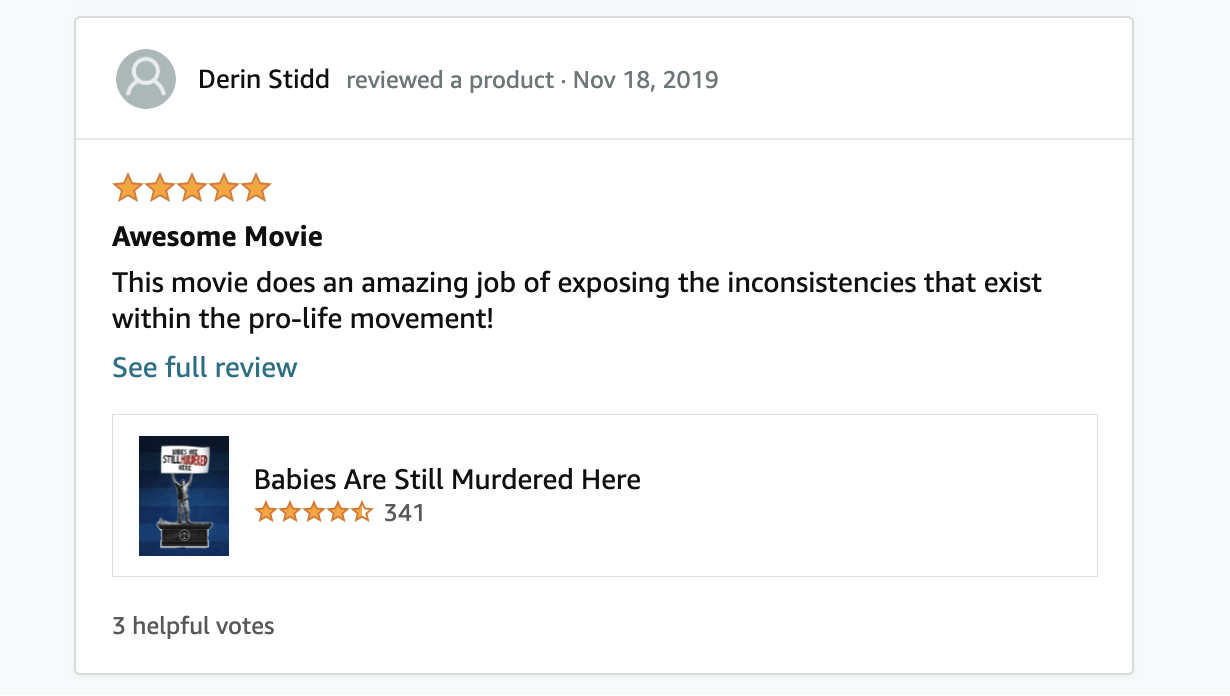 Derin Stidd reviewed a product · Nov 18, 2019
Awesome Movie
This movie does an amazing job of exposing the inconsistencies that exist
within the pro-life movement!
See full review
BABIES ARE
STILL MURDERED
HERE
Babies Are Still Murdered Here
341
3 helpful votes